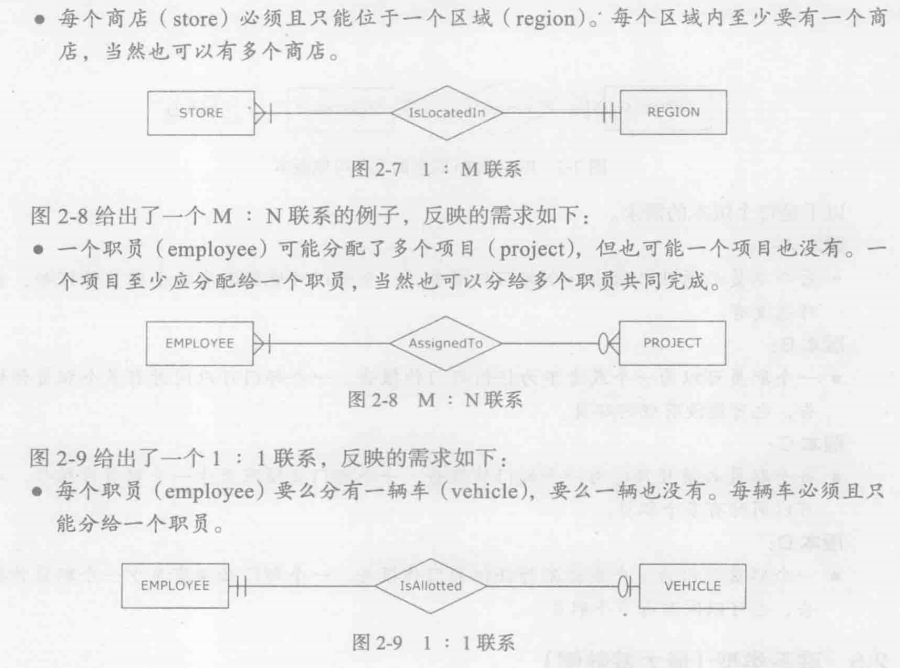 ● 每个商店（store）必须且只能位于一个区域（region）。每个区域内至少要有一个商
店，当然也可以有多个商店。
STORE IsLocatedIn REGION
图 2-7 1 ： M 联系
图 2-8 给出了一个 M ： N 联系的例子，反映的需求如下：
● 一个职员（employee）可能分配了多个项目（project），但也可能一个项目也没有。一
个项目至少应分配给一个职员，当然也可以分给多个职员共同完成。
EMPLOYEE AssignedTo PROJECT
图 2-8 M ： N 联系
图 2-9 给出了一个 1 ： 1 联系，反映的需求如下：
● 每个职员（employee）要么分有一辆车（vehicle），要么一辆也没有。每辆车必须且只
能分给一个职员。
EMPLOYEE IsAllotted VEHICLE
图 2-9 1 ： 1 联系